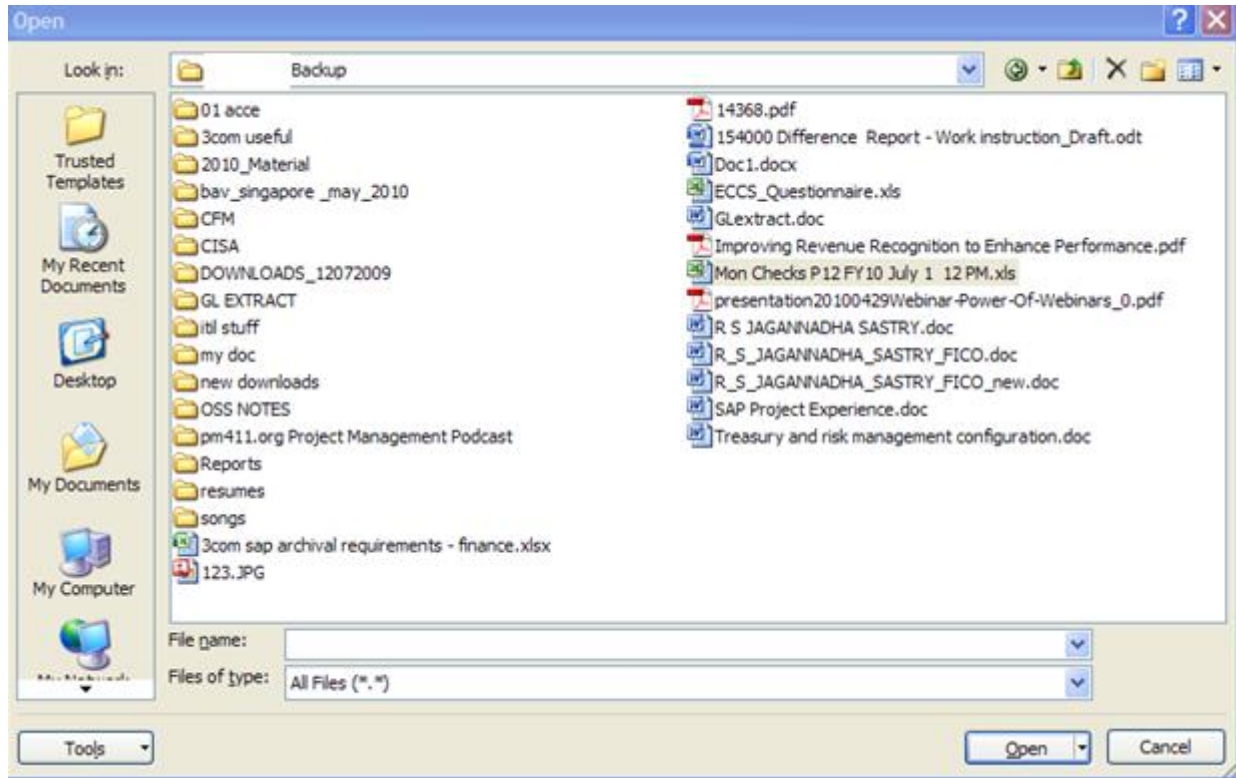 Open
Look in:
Backup
Trusted
Templates
My Recent
Documents
Desktop
My Documents
My Computer
01 acce
3com useful
2010_Material
bav_singapore _may_2010
CFM
CISA
DOWNLOADS_12072009
GL EXTRACT
itil stuff
my doc
new downloads
OSS NOTES
pm411.org Project Management Podcast
Reports
resumes
songs
3com sap archival requirements - finance.xlsx
123.JPG
14368.pdf
154000 Difference  Report - Work instruction_Draft.odt
Doc1.docx
ECCS_Questionnaire.xls
GLextract.doc
Improving Revenue Recognition to Enhance Performance.pdf
Mon Checks P12 FY10 July 1  12 PM.xls
presentation20100429Webinar-Power-Of-Webinars_0.pdf
R S JAGANNADHA SASTRY.doc
R_S_JAGANNADHA_SASTRY_FICO.doc
R_S_JAGANNADHA_SASTRY_FICO_new.doc
SAP Project Experience.doc
Treasury and risk management configuration.doc
File name:
Files of type:
All Files (*.*)
Tools
Open
Cancel